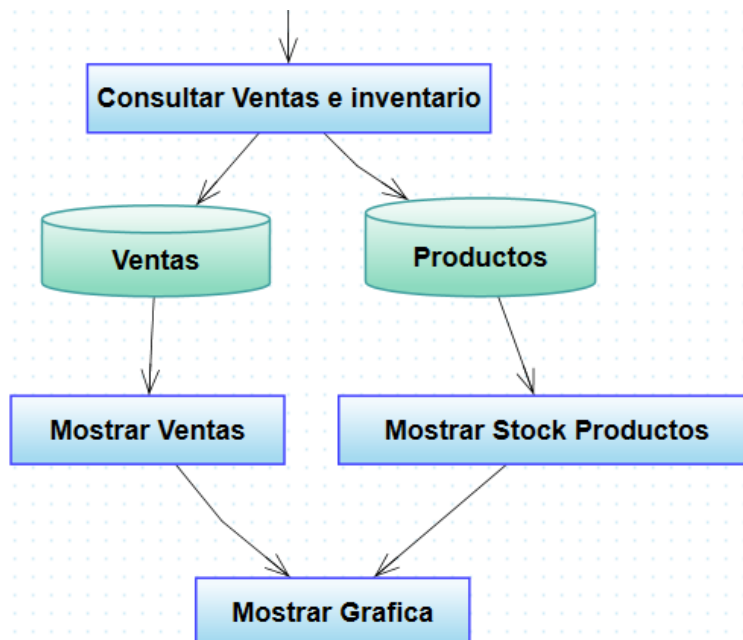 Consultar Ventas e inventario
Ventas
Productos
Mostrar Ventas
Mostrar Stock Productos
Mostrar Grafica